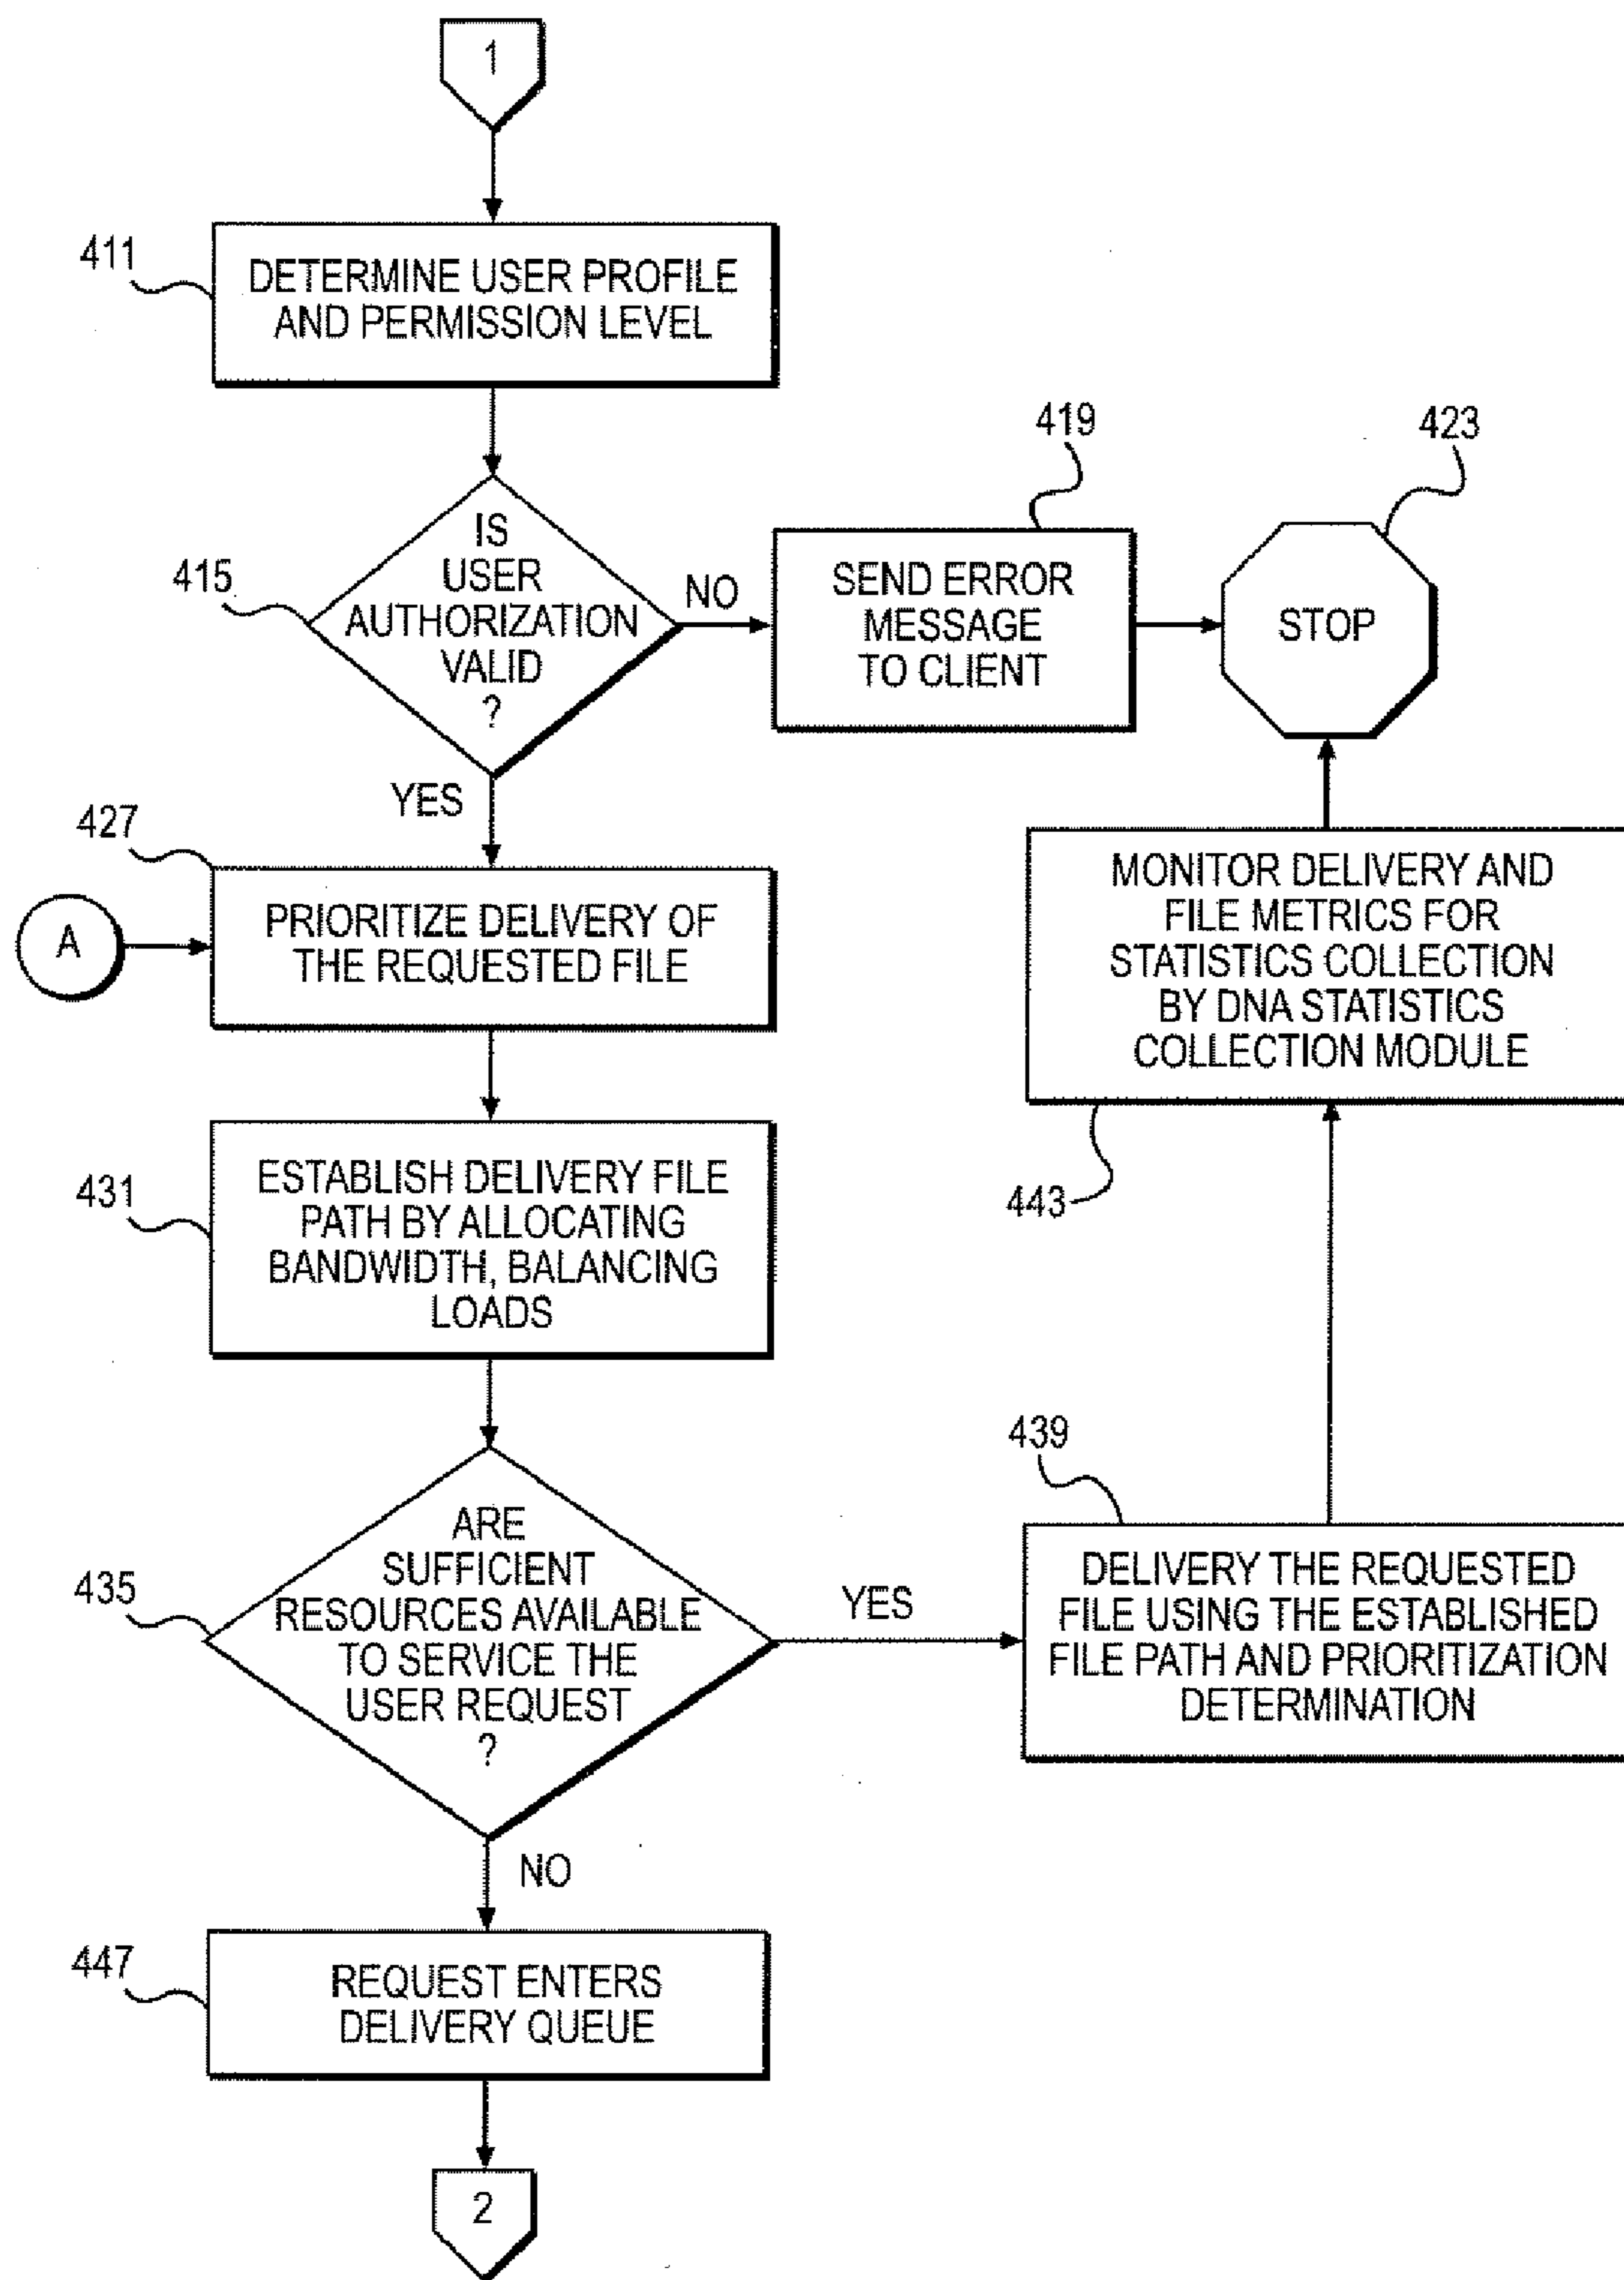 1
411
DETERMINE USER PROFILE
AND PERMISSION LEVEL
415
IS
USER
AUTHORIZATION
VALID
?
NO
419
SEND ERROR
MESSAGE
TO CLIENT
423
STOP
YES
427
A
PRIORITIZE DELIVERY OF
THE REQUESTED FILE
MONITOR DELIVERY AND
FILE METRICS FOR
STATISTICS COLLECTION
BY DNA STATISTICS
COLLECTION MODULE
443
431
ESTABLISH DELIVERY FILE
PATH BY ALLOCATING
BANDWIDTH, BALANCING
LOADS
435
ARE
SUFFICIENT
RESOURCES AVAILABLE
TO SERVICE THE
USER REQUEST
?
YES
439
DELIVERY THE REQUESTED
FILE USING THE ESTABLISHED
FILE PATH AND PRIORITIZATION
DETERMINATION
NO
447
REQUEST ENTERS
DELIVERY QUEUE
2